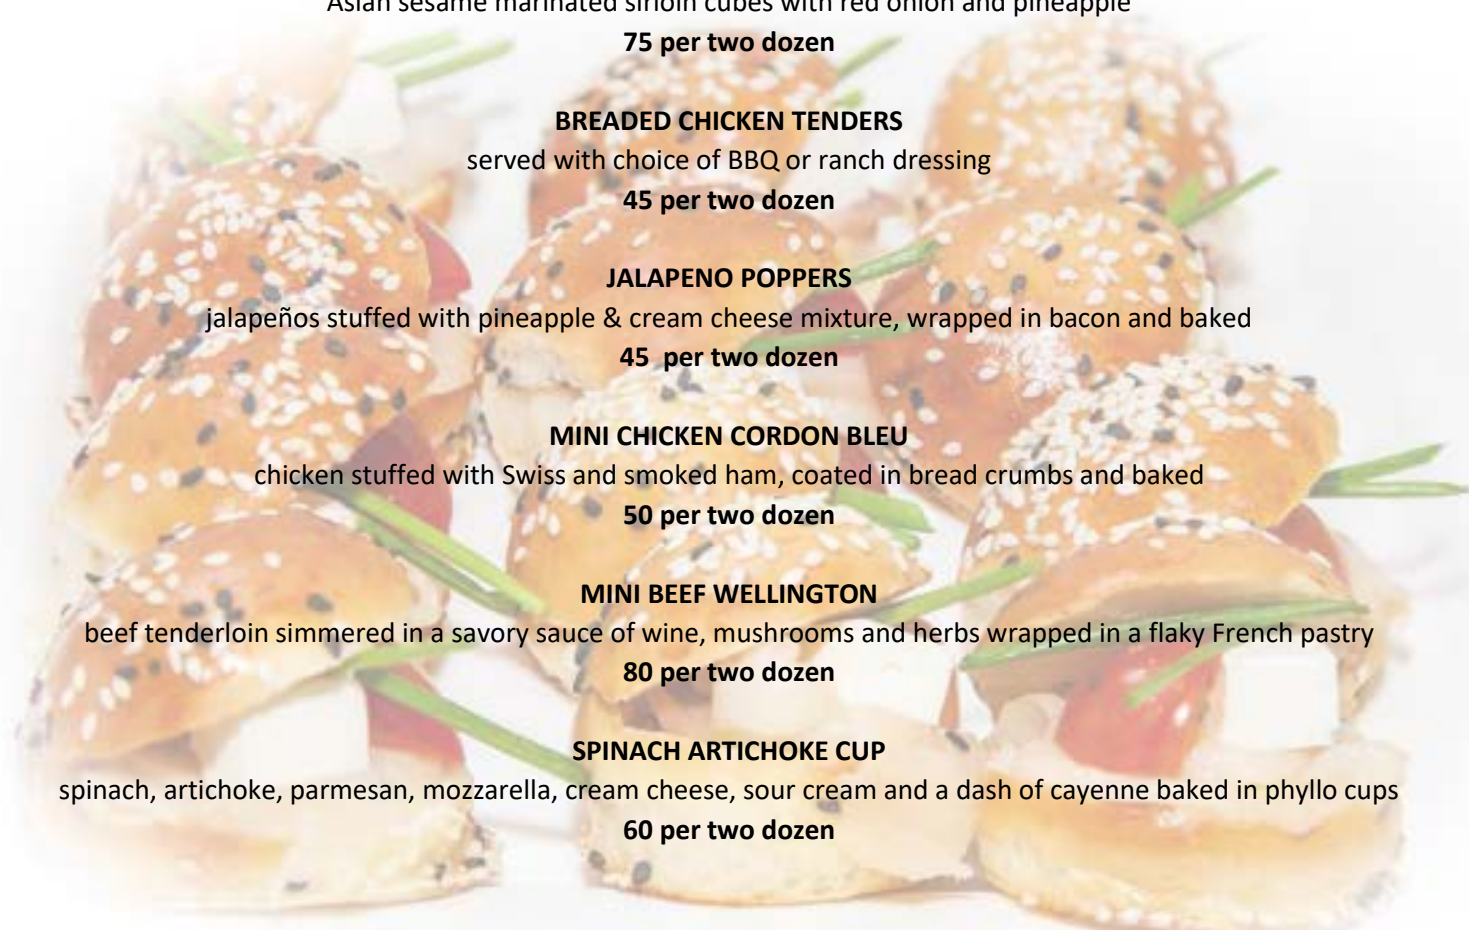 Asian sesame marinated sirloin cubes with red onion and pineapple
75 per two dozen
BREADED CHICKEN TENDERS
served with choice of BBQ or ranch dressing
45 per two dozen
JALAPENO POPPERS
jalapeños stuffed with pineapple & cream cheese mixture, wrapped in bacon and baked
45  per two dozen
MINI CHICKEN CORDON BLEU
chicken stuffed with Swiss and smoked ham, coated in bread crumbs and baked
50 per two dozen
MINI BEEF WELLINGTON
beef tenderloin simmered in a savory sauce of wine, mushrooms and herbs wrapped in a flaky French pastry
80 per two dozen
SPINACH ARTICHOKE CUP
spinach, artichoke, parmesan, mozzarella, cream cheese, sour cream and a dash of cayenne baked in phyllo cups
60 per two dozen